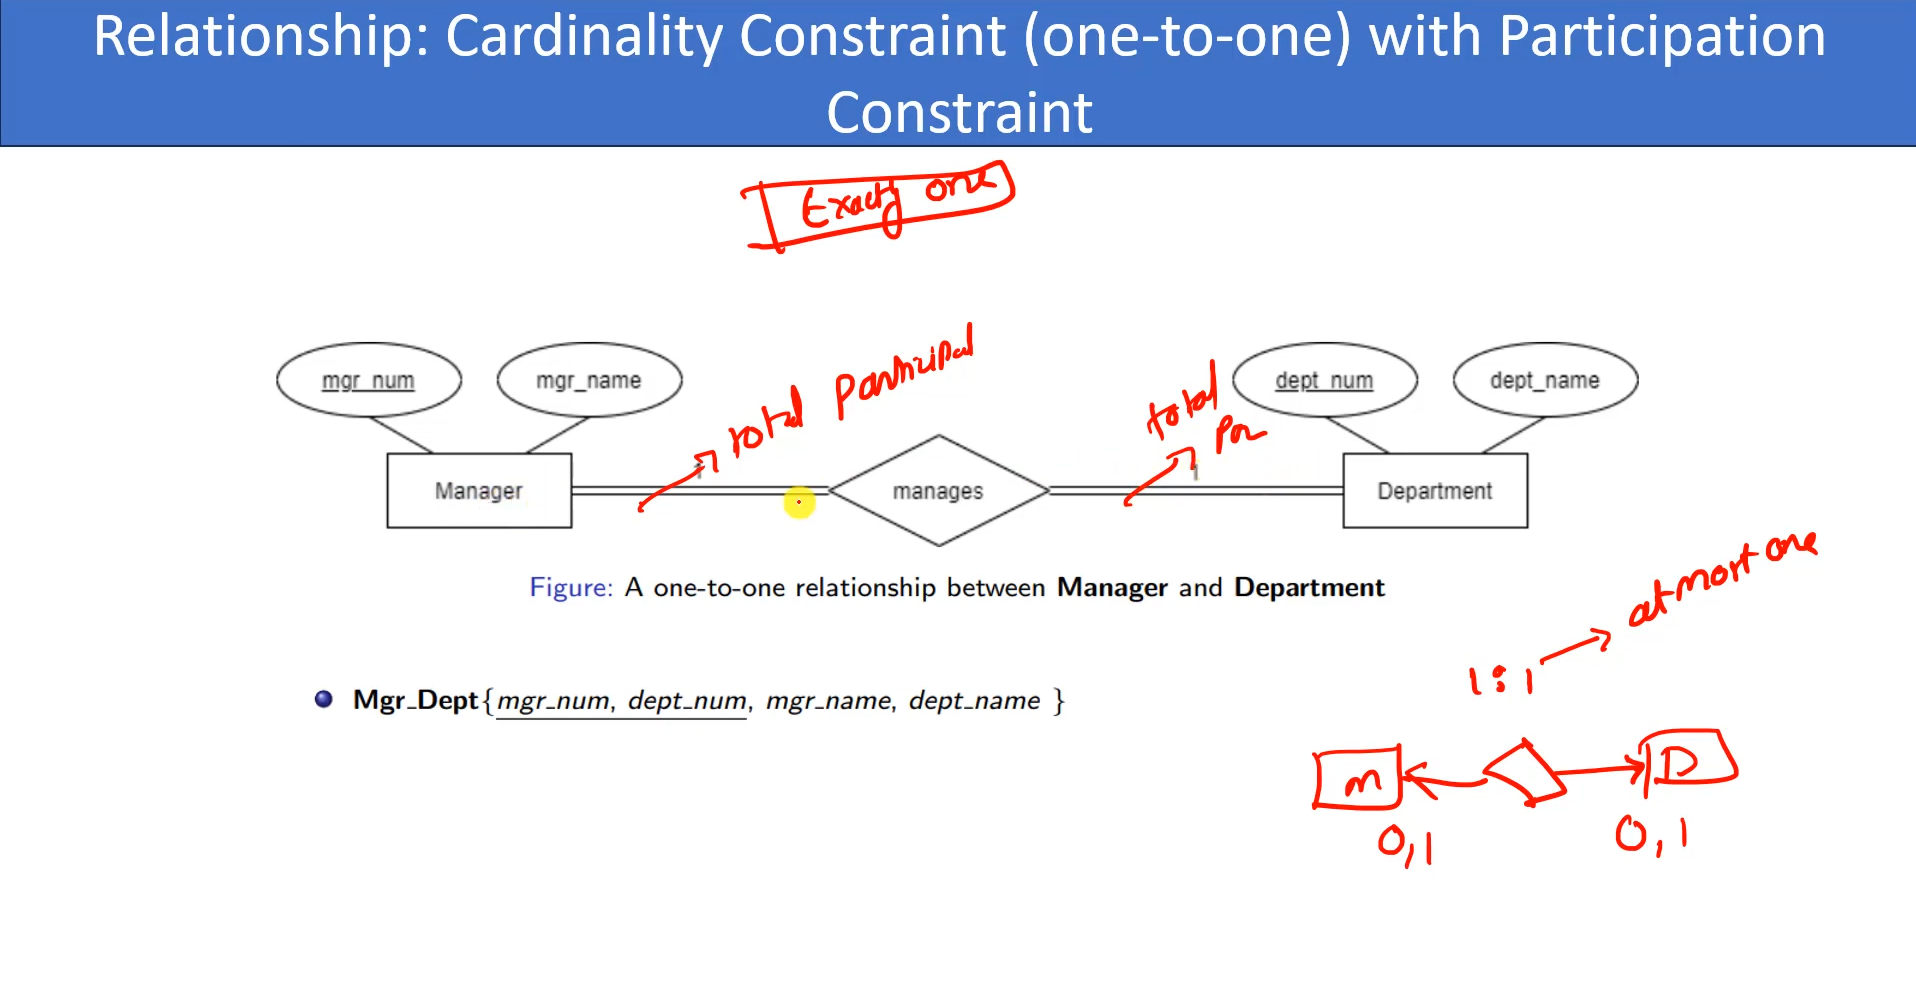 Relationship: Cardinality Constraint (one-to-one) with Participation
Constraint
Exactly one
total participal
total
par
mgr_num
mgr_name
dept_num
dept_name
1
1
Manager
manages
Department
Figure: A one-to-one relationship between Manager and Department
at most one
1:1
Mgr_Dept{mgr_num, dept_num, mgr_name, dept_name }
m
D
0,1
0,1